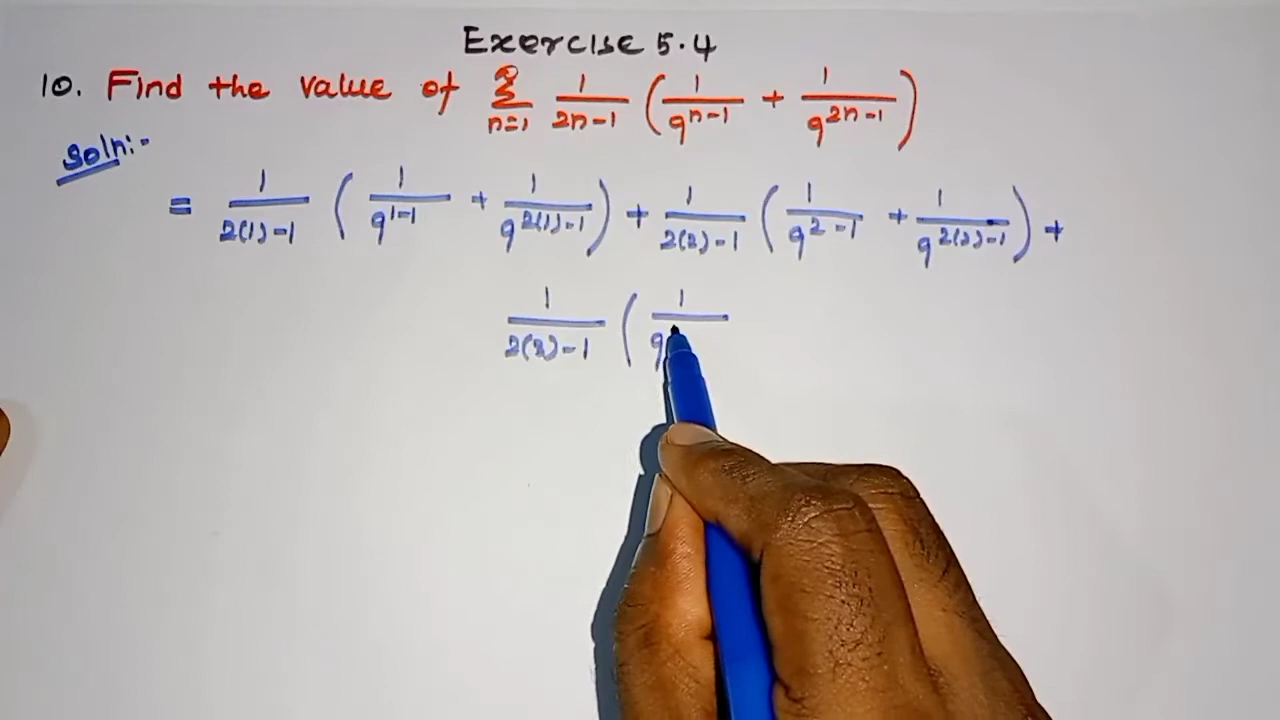 Exercise 5.4
10. Find the value of ∞ Σ n=1 1/(2n-1) (1/9^(n-1) + 1/9^(2n-1))
Soln:-
= 1/(2(1)-1) (1/9^(1-1) + 1/9^(2(1)-1)) + 1/(2(2)-1) (1/9^(2-1) + 1/9^(2(2)-1)) +
1/(2(3)-1) (1/9